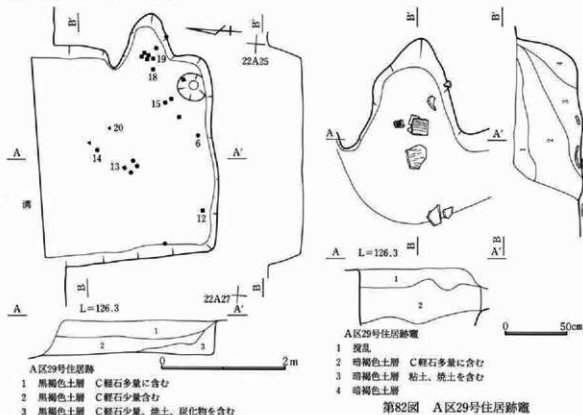 B'
B'
22A25
19
18
15
20
14
13
6
12
A
A'
溝
B
L=126.3
22A27
A
A'
1
2
3
0
2m
A区29号住居跡
1 黒褐色土層 C軽石多量に含む
2 黒褐色土層 C軽石少量含む
3 黒褐色土層 C軽石少量、焼土、炭化物を含む
B'
B'
A
A'
4
3
1
2
B
B
A
L=126.3
A'
1
2
A区29号住居跡竈
1 撹乱
2 暗褐色土層 C軽石多量に含む
3 暗褐色土層 粘土、焼土を含む
4 暗褐色土層
0
50cm
第82図 A区29号住居跡竈